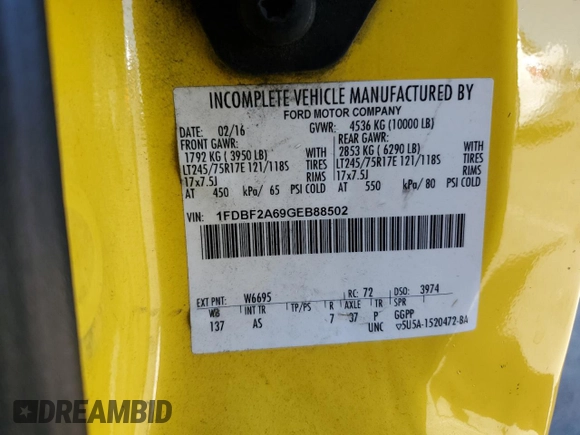 INCOMPLETE VEHICLE MANUFACTURED BY
FORD MOTOR COMPANY
DATE: 02/16 GVWR: 4536 KG (10000 LB)
FRONT GAWR: REAR GAWR:
1792 KG ( 3950 LB) WITH 2853 KG ( 6290 LB) WITH
LT245/75R17E 121/118S TIRES LT245/75R17E 121/118S TIRES
17x7.5J RIMS 17x7.5J RIMS
AT 450 kPa/ 65 PSI COLD AT 550 kPa/ 80 PSI COLD
VIN: 1FDBF2A69GEB88502
EXT PNT: W6695 RC: 72 DSO: 3974
WB INT TR TP/PS R AXLE TR SPR
137 AS 7 37 P GGPP
UNC ▽5U5A-1520472-BA
DREAMBID